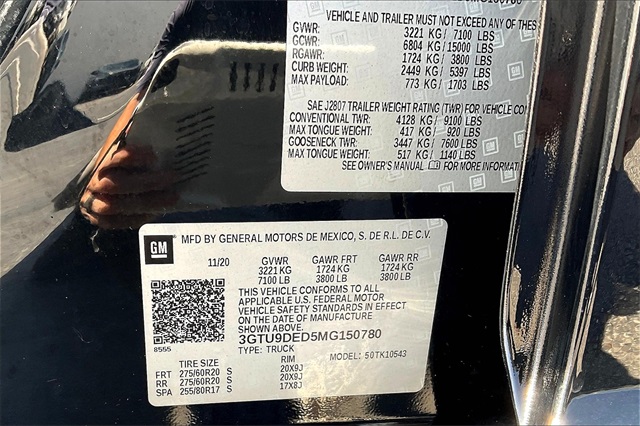 VEHICLE AND TRAILER MUST NOT EXCEED ANY OF THES
GVWR: 3221 KG / 7100 LBS
GCWR: 6804 KG / 15000 LBS
RGAWR: 1724 KG / 3800 LBS
CURB WEIGHT: 2449 KG / 5397 LBS
MAX PAYLOAD: 773 KG / 1703 LBS
SAE J2807 TRAILER WEIGHT RATING (TWR) FOR VEHICLE CO
CONVENTIONAL TWR: 4128 KG / 9100 LBS
MAX TONGUE WEIGHT: 417 KG / 920 LBS
GOOSENECK TWR: 3447 KG / 7600 LBS
MAX TONGUE WEIGHT: 517 KG / 1140 LBS
SEE OWNER'S MANUAL FOR MORE INFORMAT
GM
MFD BY GENERAL MOTORS DE MEXICO, S. DE R.L. DE C.V.
11/20 GVWR GAWR FRT GAWR RR
3221 KG 1724 KG 1724 KG
7100 LB 3800 LB 3800 LB
THIS VEHICLE CONFORMS TO ALL
APPLICABLE U.S. FEDERAL MOTOR
VEHICLE SAFETY STANDARDS IN EFFECT
ON THE DATE OF MANUFACTURE
SHOWN ABOVE.
3GTU9DED5MG150780
8555 TYPE: TRUCK MODEL: 50TK10543
TIRE SIZE RIM
FRT 275/60R20 S 20X9J
RR 275/60R20 S 20X9J
SPA 255/80R17 S 17X8J